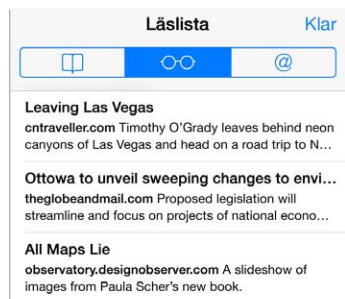 Läslista
Klar
@
Leaving Las Vegas
cntraveller.com Timothy O'Grady leaves behind neon
canyons of Las Vegas and head on a road trip to N…
Ottowa to unveil sweeping changes to envi…
theglobeandmail.com Proposed legislation will
streamline and focus on projects of national econo…
All Maps Lie
observatory.designobserver.com A slideshow of
images from Paula Scher's new book.